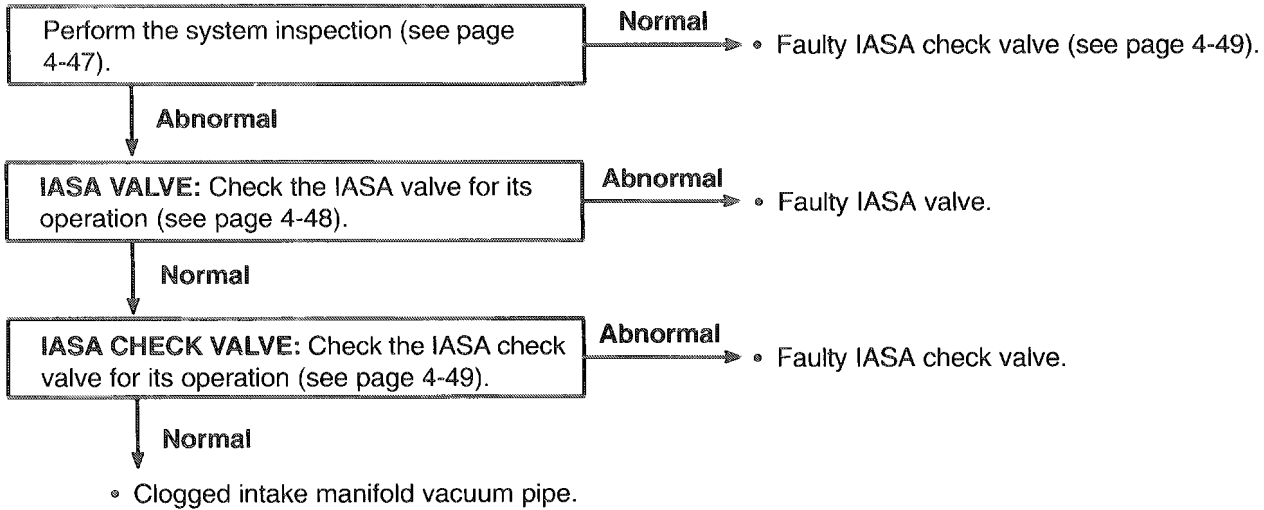 Perform the system inspection (see page
4-47).
Normal
• Faulty IASA check valve (see page 4-49).
Abnormal
IASA VALVE: Check the IASA valve for its
operation (see page 4-48).
Abnormal
• Faulty IASA valve.
Normal
IASA CHECK VALVE: Check the IASA check
valve for its operation (see page 4-49).
Abnormal
• Faulty IASA check valve.
Normal
• Clogged intake manifold vacuum pipe.